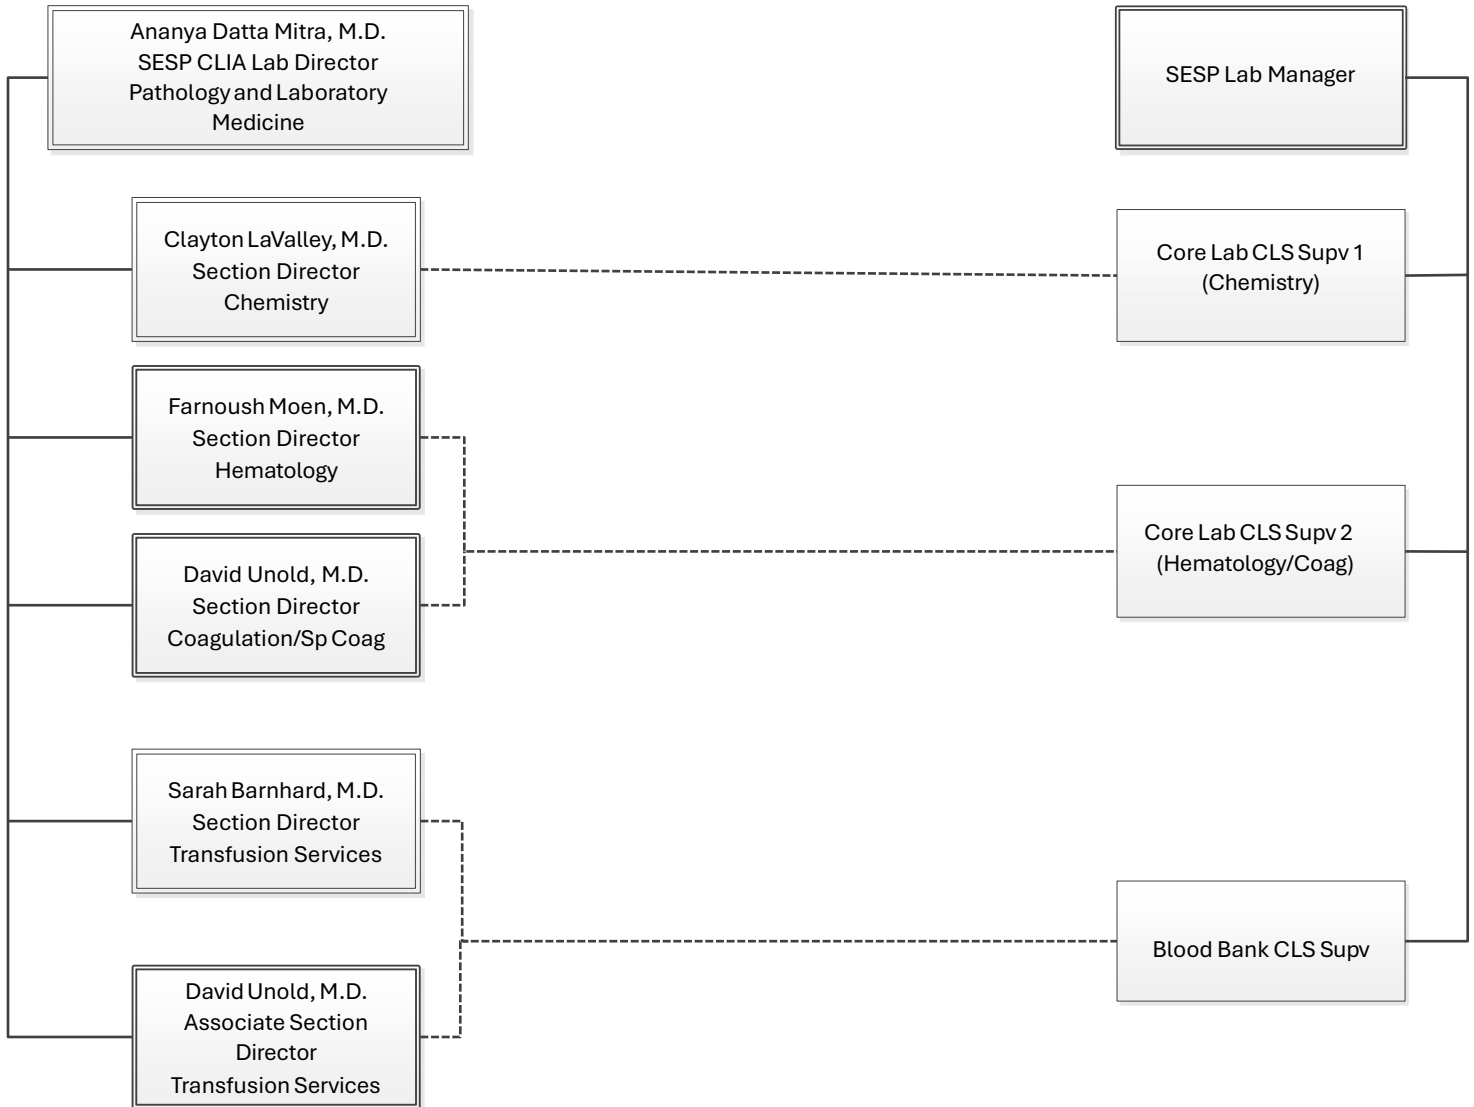 Ananya Datta Mitra, M.D.
SESP CLIA Lab Director
Pathology and Laboratory
Medicine
SESP Lab Manager
Clayton LaValley, M.D.
Section Director
Chemistry
Core Lab CLS Supv 1
(Chemistry)
Farnoush Moen, M.D.
Section Director
Hematology
David Unold, M.D.
Section Director
Coagulation/Sp Coag
Core Lab CLS Supv 2
(Hematology/Coag)
Sarah Barnhard, M.D.
Section Director
Transfusion Services
Blood Bank CLS Supv
David Unold, M.D.
Associate Section
Director
Transfusion Services